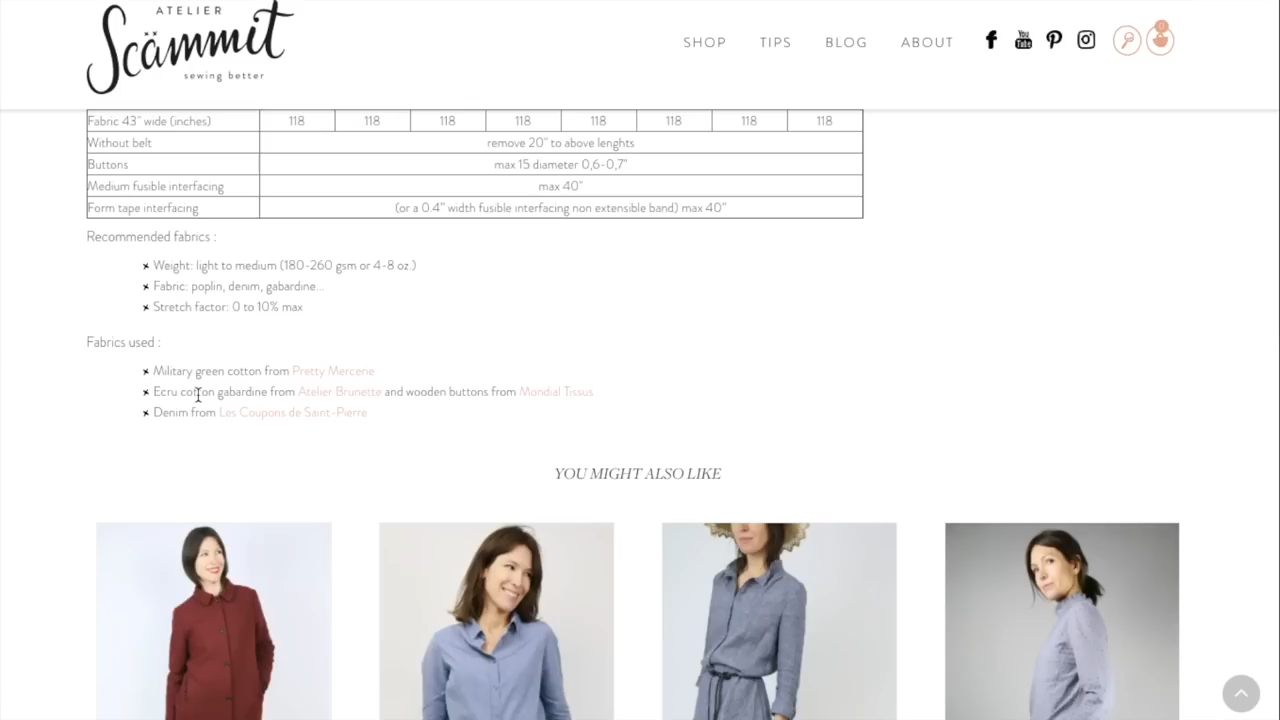 ATELIER
Scämmit
sewing better
SHOP TIPS BLOG ABOUT
You Tube
0
Fabric 43" wide (inches) 118 118 118 118 118 118 118 118
Without belt remove 20" to above lenghts
Buttons max 15 diameter 0,6-0,7"
Medium fusible interfacing max 40"
Form tape interfacing (or a 0.4" width fusible interfacing non extensible band) max 40"
Recommended fabrics :
Weight: light to medium (180-260 gsm or 4-8 oz.)
Fabric: poplin, denim, gabardine...
Stretch factor: 0 to 10% max
Fabrics used :
Military green cotton from Pretty Mercerie
Ecru cotton gabardine from Atelier Brunette and wooden buttons from Mondial Tissus
Denim from Les Coupons de Saint-Pierre
YOU MIGHT ALSO LIKE